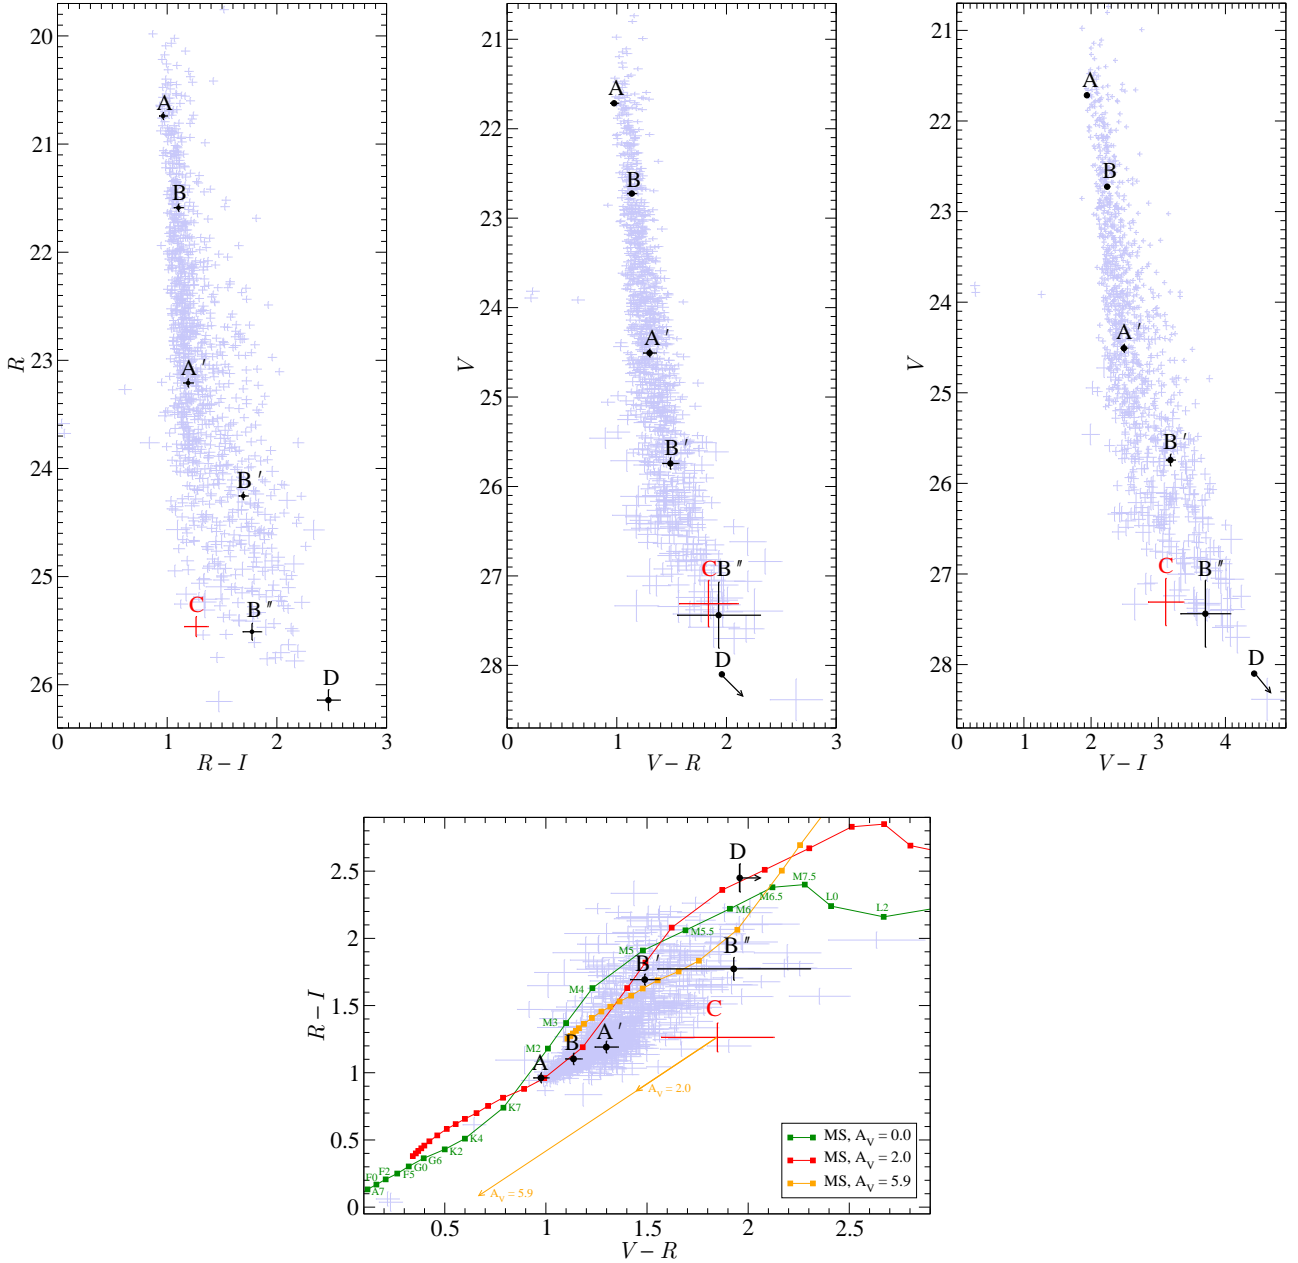 20
21
22
23
24
25
26
R
0
1
2
3
R − I
A
B
A ′
B ′
C
B ″
D
21
22
23
24
25
26
27
28
V
0
1
2
3
V − R
A
B
A ′
B ′
C B ″
D
21
22
23
24
25
26
27
28
V
0
1
2
3
4
V − I
A
B
A ′
B ′
C
B ″
D
2.5
2
1.5
1
0.5
0
R − I
0.5
1
1.5
2
2.5
V − R
D
M7.5
M6.5
L0
L2
M6
M5.5
M5
B ′
B ″
M4
C
M3
A ′
B
M2
A
A_V = 2.0
K7
K4
K2
G6
G0
F5
F2
F0
A7
A_V = 5.9
MS, A_V = 0.0
MS, A_V = 2.0
MS, A_V = 5.9